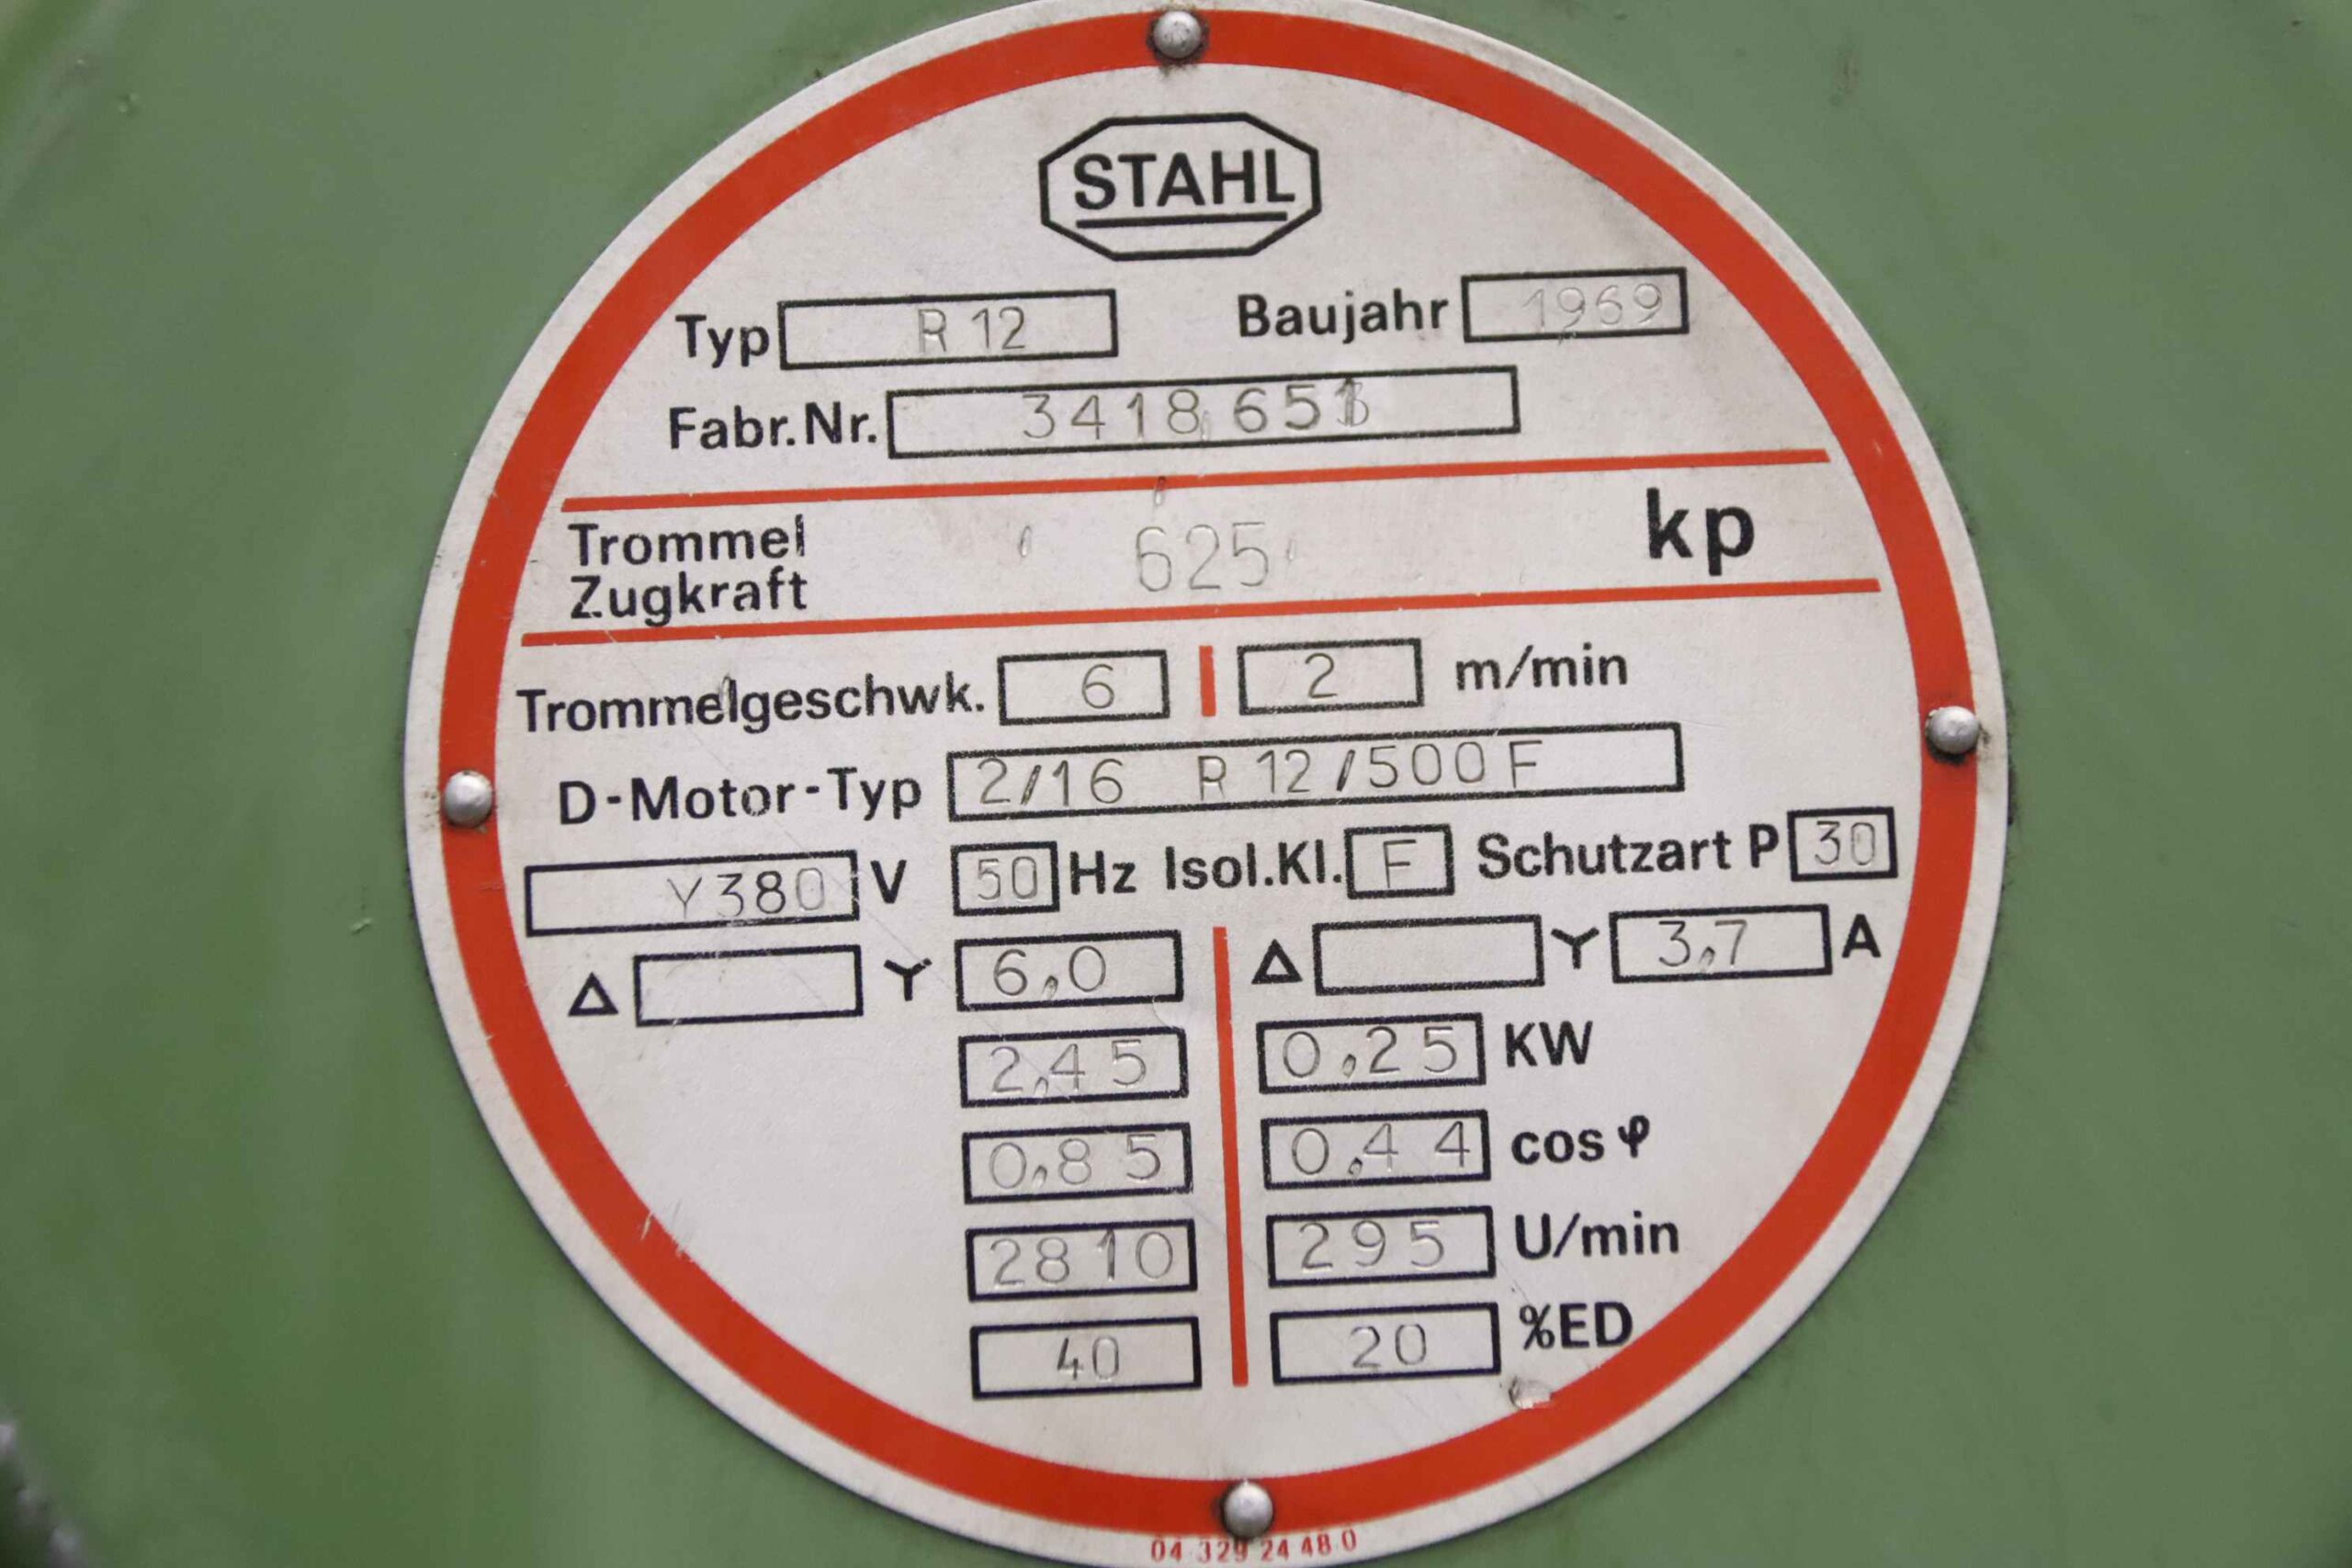 STAHL
Typ R 12 Baujahr 1969
Fabr.Nr.
Trommel
Zugkraft 625 kp
Trommelgeschwk. 6 2 m/min
D-Motor-Typ 2/16 R 12/500 F
Y380 V 50 Hz Isol.Kl. F Schutzart P 30
Δ Y 6,0 Δ Y 3,7 A
2,45 0,25 KW
0,85 0,44 cos φ
2810 295 U/min
40 20 %ED
04 329 24 48 0